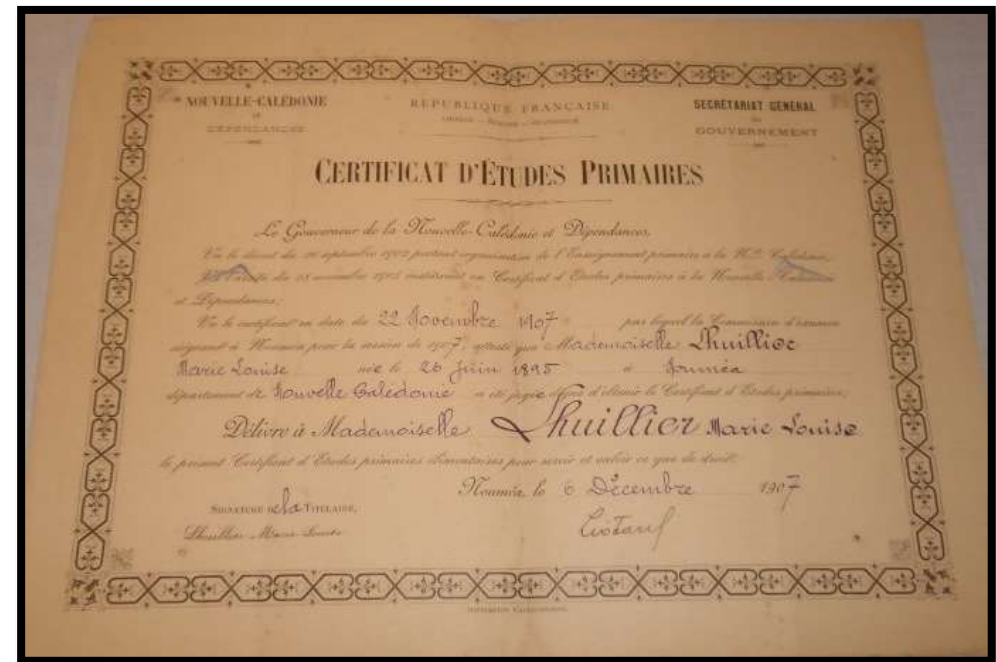 NOUVELLE-CALÉDONIE
ET
DÉPENDANCES
RÉPUBLIQUE FRANÇAISE
SECRÉTARIAT GÉNÉRAL
DU
GOUVERNEMENT
CERTIFICAT D'ÉTUDES PRIMAIRES
Le Gouverneur de la Nouvelle-Calédonie et Dépendances,
Vu le décret du septembre 1902 portant organisation de l'Enseignement primaire à la Nlle Calédonie;
du 15 novembre 1905 instituant un Certificat d'Études primaires à la Nouvelle
et Dépendances;
Vu le certificat en date du 22 Novembre 1907 par lequel la Commission d'examen
siégeant à Nouméa pour la session de 1907, atteste que Mademoiselle Lhuillier
Marie Louise née le 26 Juin 1895 à Nouméa
département de Nouvelle Calédonie a été jugée digne d'obtenir le Certificat d'Études primaires;
Délivre à Mademoiselle Lhuillier Marie Louise
le présent Certificat d'Études primaires élémentaires pour servir et valoir ce que de droit.
Nouméa, le 6 Décembre 1907
SIGNATURE de la TITULAIRE,
Lhuillier Marie Louise